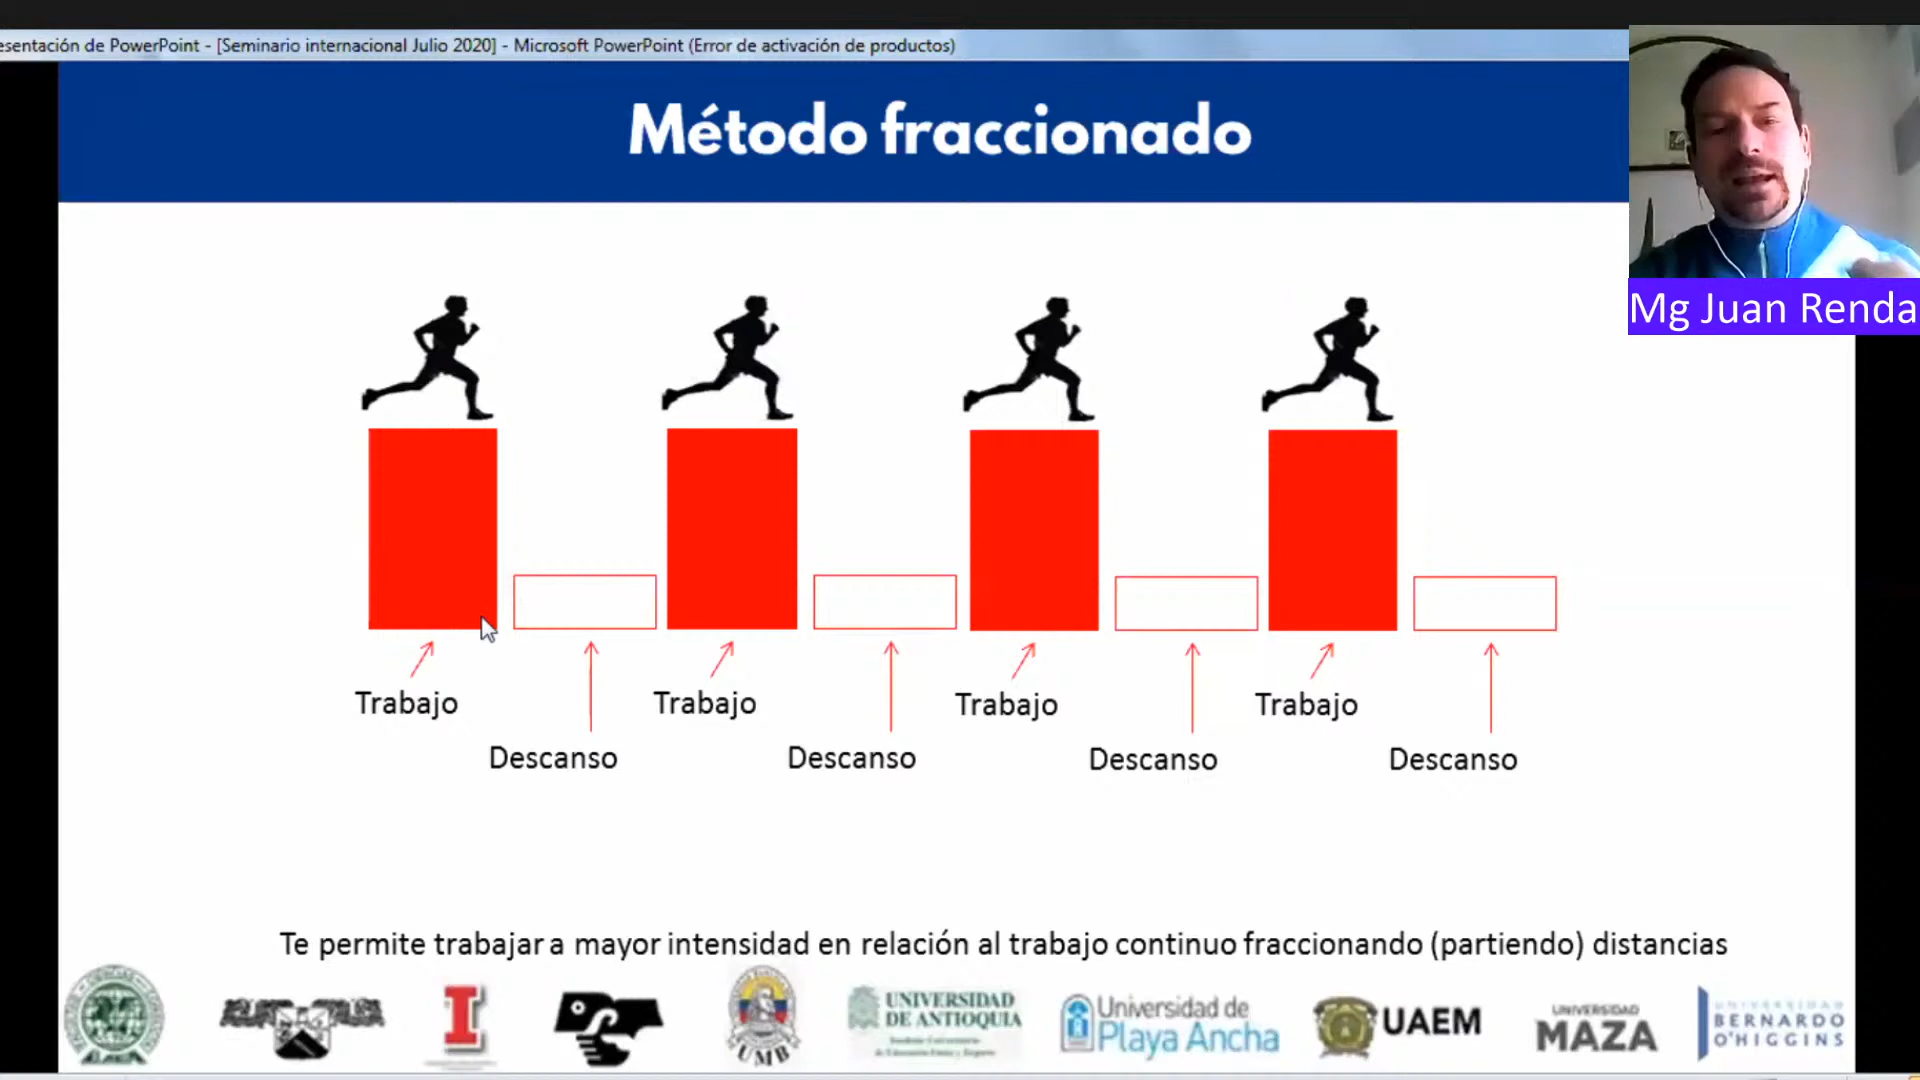 esentación de PowerPoint - [Seminario internacional Julio 2020] - Microsoft PowerPoint (Error de activación de productos)
Método fraccionado
Mg Juan Renda
Trabajo
Trabajo
Trabajo
Trabajo
Descanso
Descanso
Descanso
Descanso
Te permite trabajar a mayor intensidad en relación al trabajo continuo fraccionando (partiendo) distancias
I
UMB
UNIVERSIDAD
DE ANTIOQUIA
Universidad de
Playa Ancha
UAEM
UNIVERSIDAD
MAZA
UNIVERSIDAD
BERNARDO
O'HIGGINS